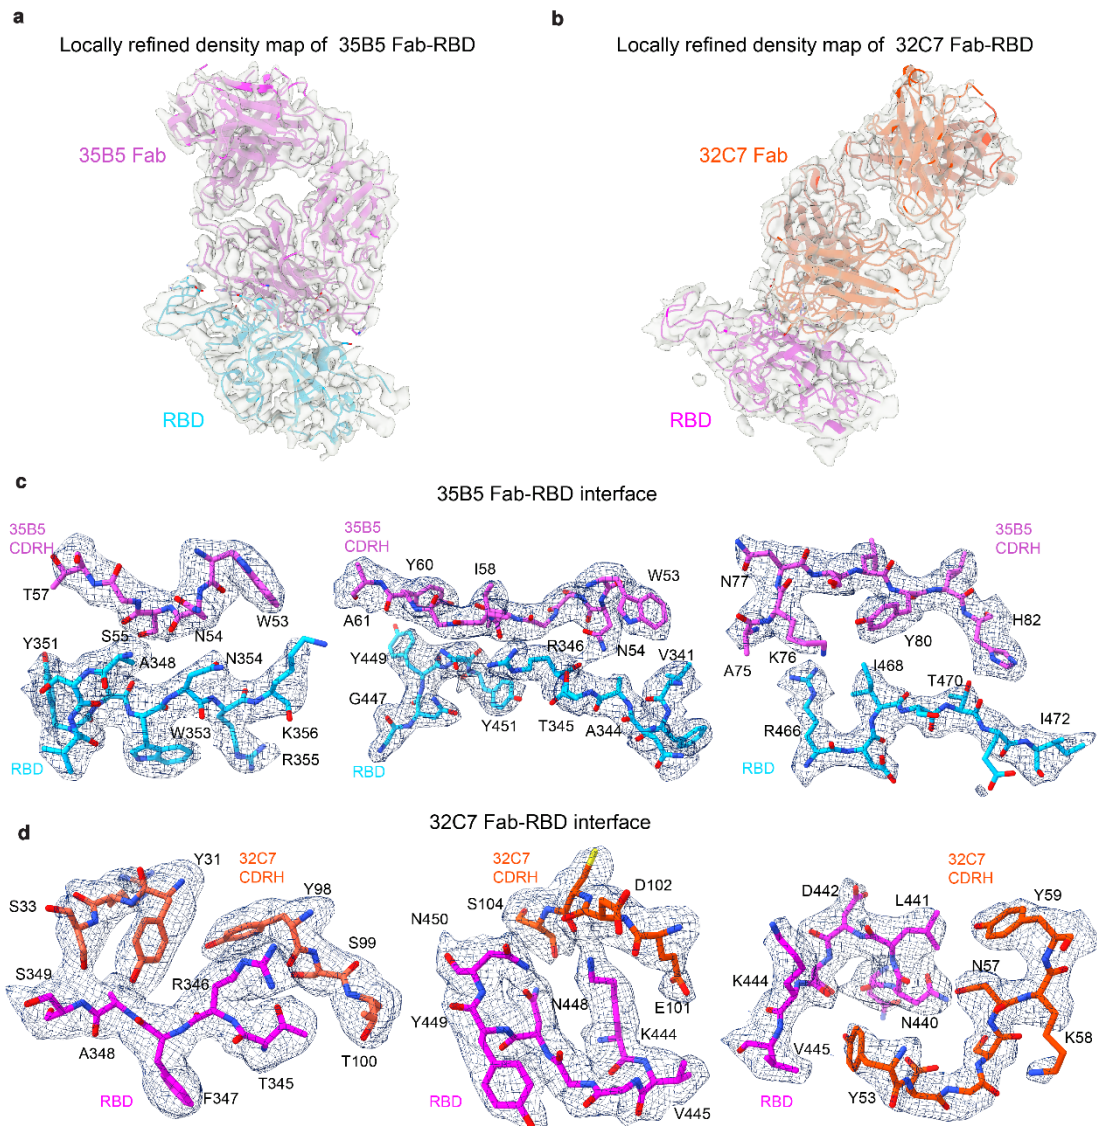 a
Locally refined density map of 35B5 Fab-RBD
35B5 Fab
RBD
b
Locally refined density map of 32C7 Fab-RBD
32C7 Fab
RBD
c
35B5 Fab-RBD interface
35B5
CDRH
T57
W53
S55
N54
Y351
A348
N354
W353
K356
R355
RBD
35B5
CDRH
Y60
I58
W53
A61
R346
N54
Y449
V341
G447
Y451
T345
A344
RBD
35B5
CDRH
N77
H82
Y80
A75
K76
I468
T470
R466
I472
RBD
d
32C7 Fab-RBD interface
Y31
32C7
CDRH
S33
Y98
S99
S349
R346
A348
T345
T100
F347
RBD
32C7
CDRH
D102
S104
N450
E101
N448
Y449
K444
RBD
V445
32C7
CDRH
D442
L441
Y59
K444
N57
N440
K58
V445
Y53
RBD